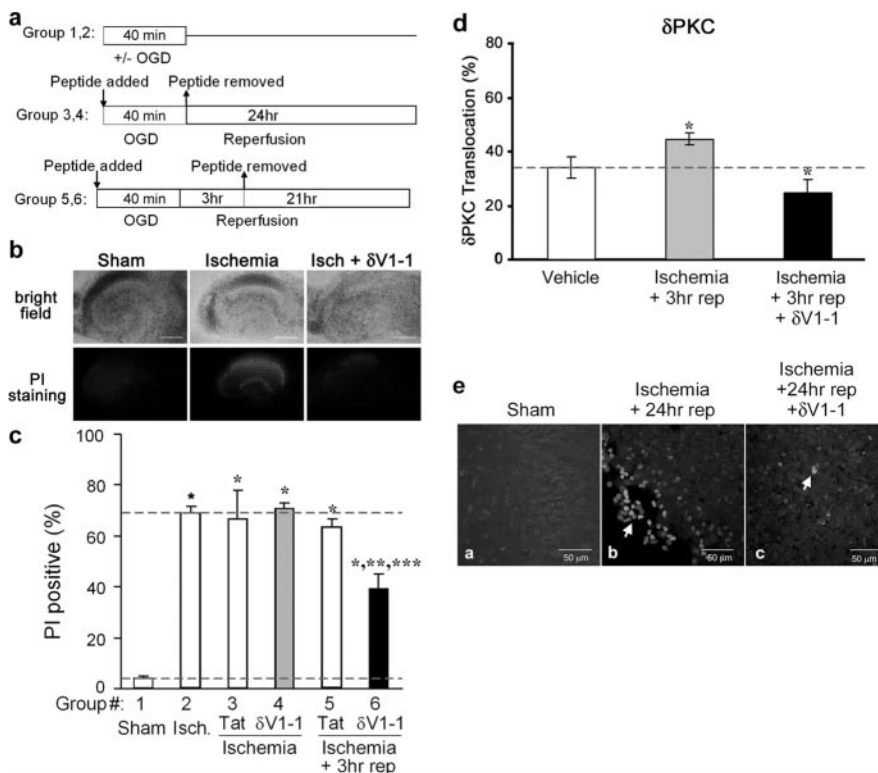 a
Group 1,2: 40 min
+/- OGD
Peptide added Peptide removed
Group 3,4: 40 min 24hr
OGD Reperfusion
Peptide added Peptide removed
Group 5,6: 40 min 3hr 21hr
OGD Reperfusion
b
Sham Ischemia Isch + δV1-1
bright
field
PI
staining
c
PI positive (%)
100
80
60
40
20
0
* * * * *,**,***
Group #: 1 2 3 4 5 6
Sham Isch. Tat δV1-1 Tat δV1-1
Ischemia Ischemia
+ 3hr rep
d
δPKC
δPKC Translocation (%)
80
60
40
20
0
* *
Vehicle Ischemia Ischemia
+ 3hr rep + 3hr rep
+ δV1-1
e
Ischemia
Ischemia +24hr rep
Sham + 24hr rep +δV1-1
a 50 μm b 50 μm c 50 μm